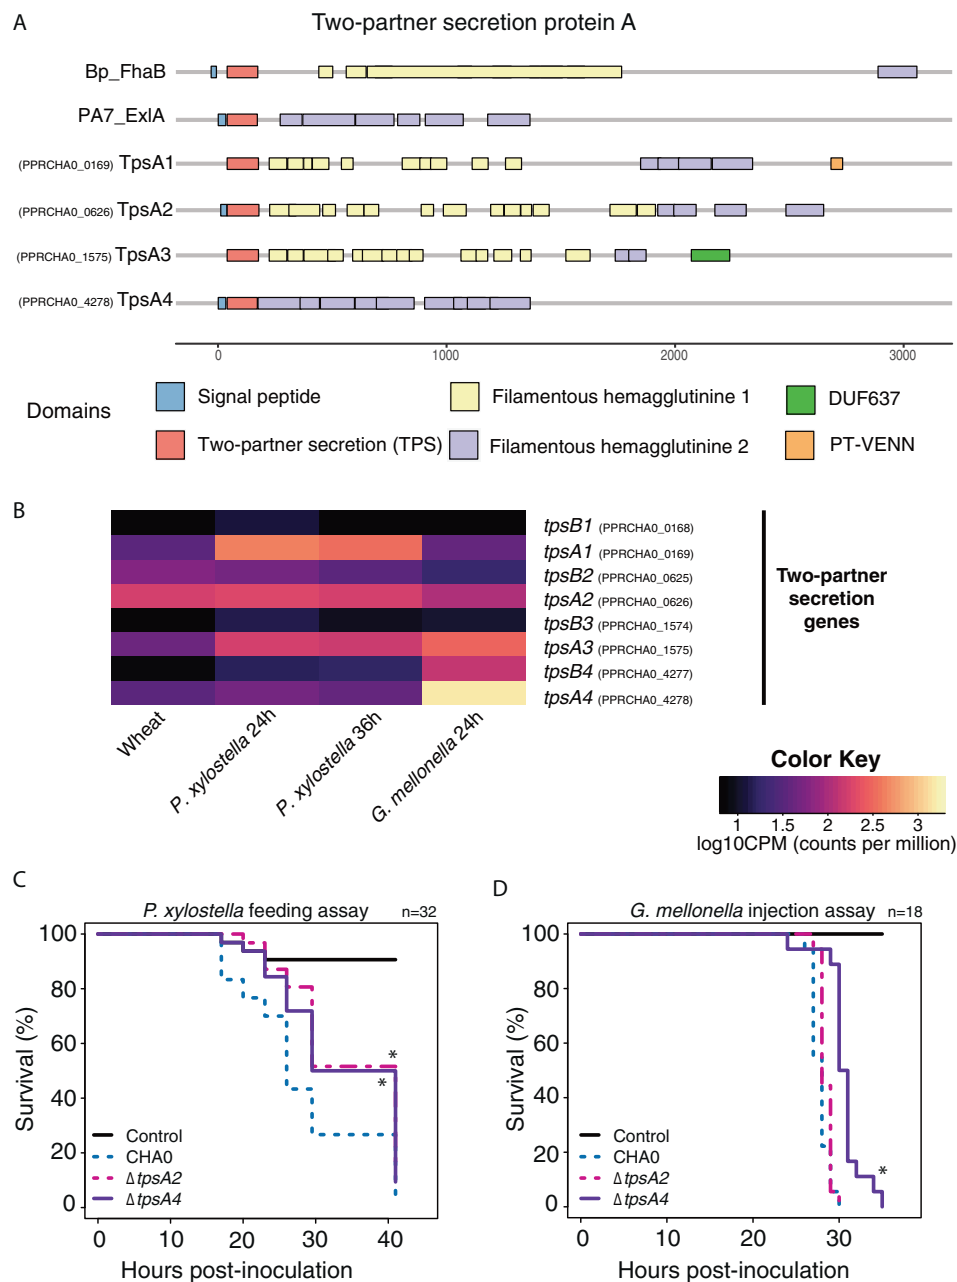 A
Two-partner secretion protein A
Bp_FhaB
PA7_ExlA
(PPRCHA0_0169) TpsA1
(PPRCHA0_0626) TpsA2
(PPRCHA0_1575) TpsA3
(PPRCHA0_4278) TpsA4
0 1000 2000 3000
Domains
Signal peptide
Filamentous hemagglutinine 1
DUF637
Two-partner secretion (TPS)
Filamentous hemagglutinine 2
PT-VENN
B
tpsB1 (PPRCHA0_0168)
tpsA1 (PPRCHA0_0169)
tpsB2 (PPRCHA0_0625)
tpsA2 (PPRCHA0_0626)
tpsB3 (PPRCHA0_1574)
tpsA3 (PPRCHA0_1575)
tpsB4 (PPRCHA0_4277)
tpsA4 (PPRCHA0_4278)
Two-partner
secretion
genes
Wheat
P. xylostella 24h
P. xylostella 36h
G. mellonella 24h
Color Key
1 1.5 2 2.5 3
log10CPM (counts per million)
C
P. xylostella feeding assay n=32
Survival (%)
100
80
60
40
20
0
* *
Control
CHA0
ΔtpsA2
ΔtpsA4
0 10 20 30 40
Hours post-inoculation
D
G. mellonella injection assay n=18
Survival (%)
100
80
60
40
20
0
*
Control
CHA0
ΔtpsA2
ΔtpsA4
0 10 20 30
Hours post-inoculation